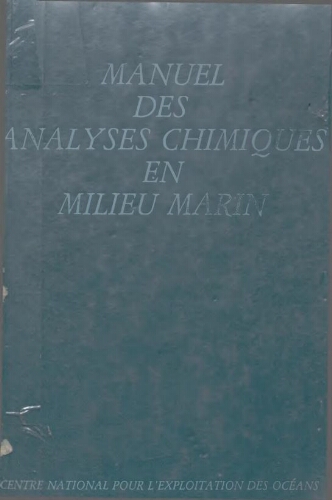 MANUEL
DES
ANALYSES CHIMIQUES
EN
MILIEU MARIN
CENTRE NATIONAL POUR L'EXPLOITATION DES OCÉANS